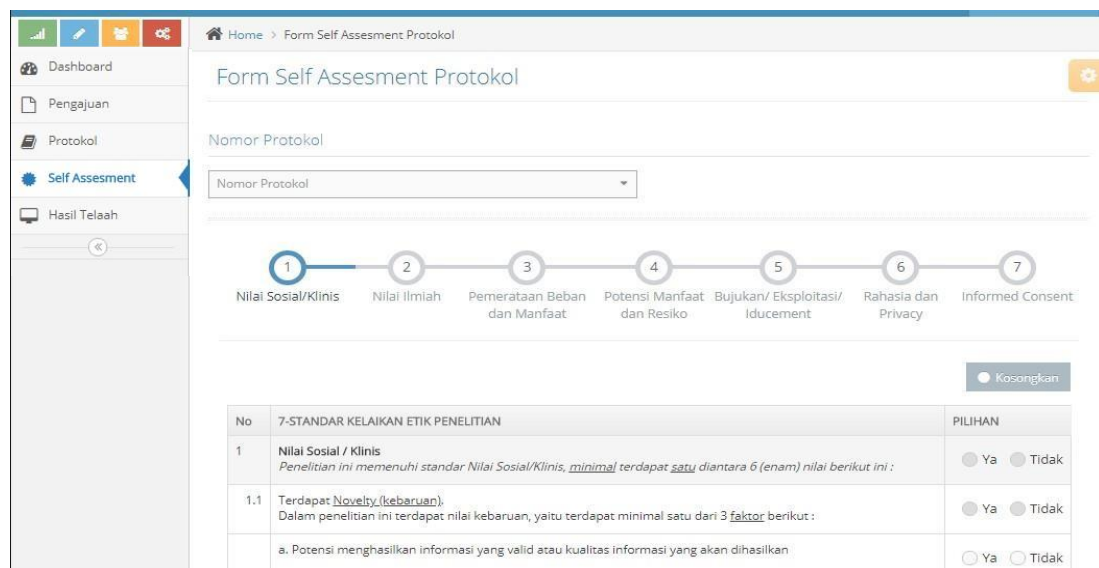 Home > Form Self Assesment Protokol
Dashboard
Pengajuan
Protokol
Self Assesment
Hasil Telaah
Form Self Assesment Protokol
Nomor Protokol
Nomor Protokol
1 2 3 4 5 6 7
Nilai Sosial/Klinis Nilai Ilmiah Pemerataan Beban Potensi Manfaat Bujukan/ Eksploitasi/ Rahasia dan Informed Consent
dan Manfaat dan Resiko Iducement Privacy
Kosongkan
No 7-STANDAR KELAIKAN ETIK PENELITIAN PILIHAN
1 Nilai Sosial / Klinis
Penelitian ini memenuhi standar Nilai Sosial/Klinis, minimal terdapat satu diantara 6 (enam) nilai berikut ini : Ya Tidak
1.1 Terdapat Novelty (kebaruan).
Dalam penelitian ini terdapat nilai kebaruan, yaitu terdapat minimal satu dari 3 faktor berikut : Ya Tidak
a. Potensi menghasilkan informasi yang valid atau kualitas informasi yang akan dihasilkan Ya Tidak